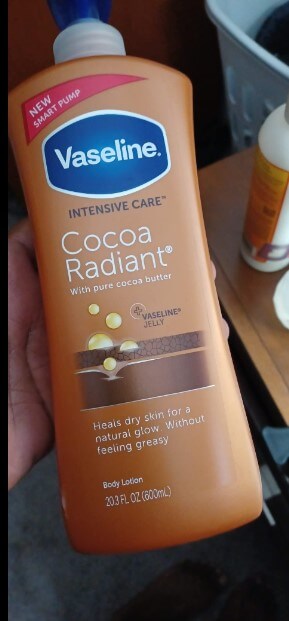 NEW
SMART PUMP
Vaseline.
INTENSIVE CARE™
Cocoa
Radiant®
With pure cocoa butter
VASELINE®
JELLY
Heals dry skin for a
natural glow. Without
feeling greasy
Body Lotion
20.3 FL OZ (600mL)